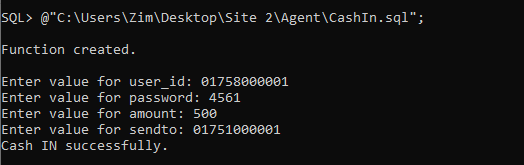 SQL> @"C:\Users\Zim\Desktop\Site 2\Agent\CashIn.sql";
Function created.
Enter value for user_id: 01758000001
Enter value for password: 4561
Enter value for amount: 500
Enter value for sendto: 01751000001
Cash IN successfully.